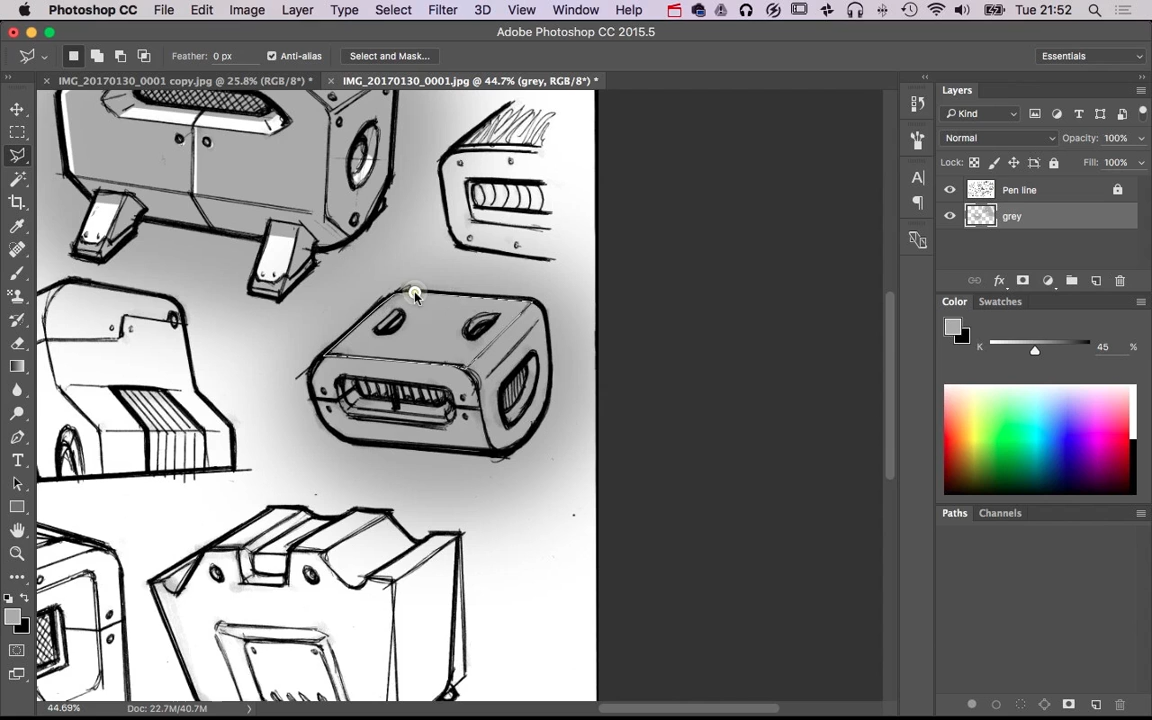 Photoshop CC File Edit Image Layer Type Select Filter 3D View Window Help Tue 21:52
Adobe Photoshop CC 2015.5
Feather: 0 px Anti-alias Select and Mask... Essentials
IMG_20170130_0001 copy.jpg @ 25.8% (RGB/8*) * IMG_20170130_0001.jpg @ 44.7% (grey, RGB/8*) *
Layers
Kind
Normal Opacity: 100%
Lock: Fill: 100%
Pen line
grey
fx
Color Swatches
K 45 %
Paths Channels
44.69% Doc: 22.7M/40.7M